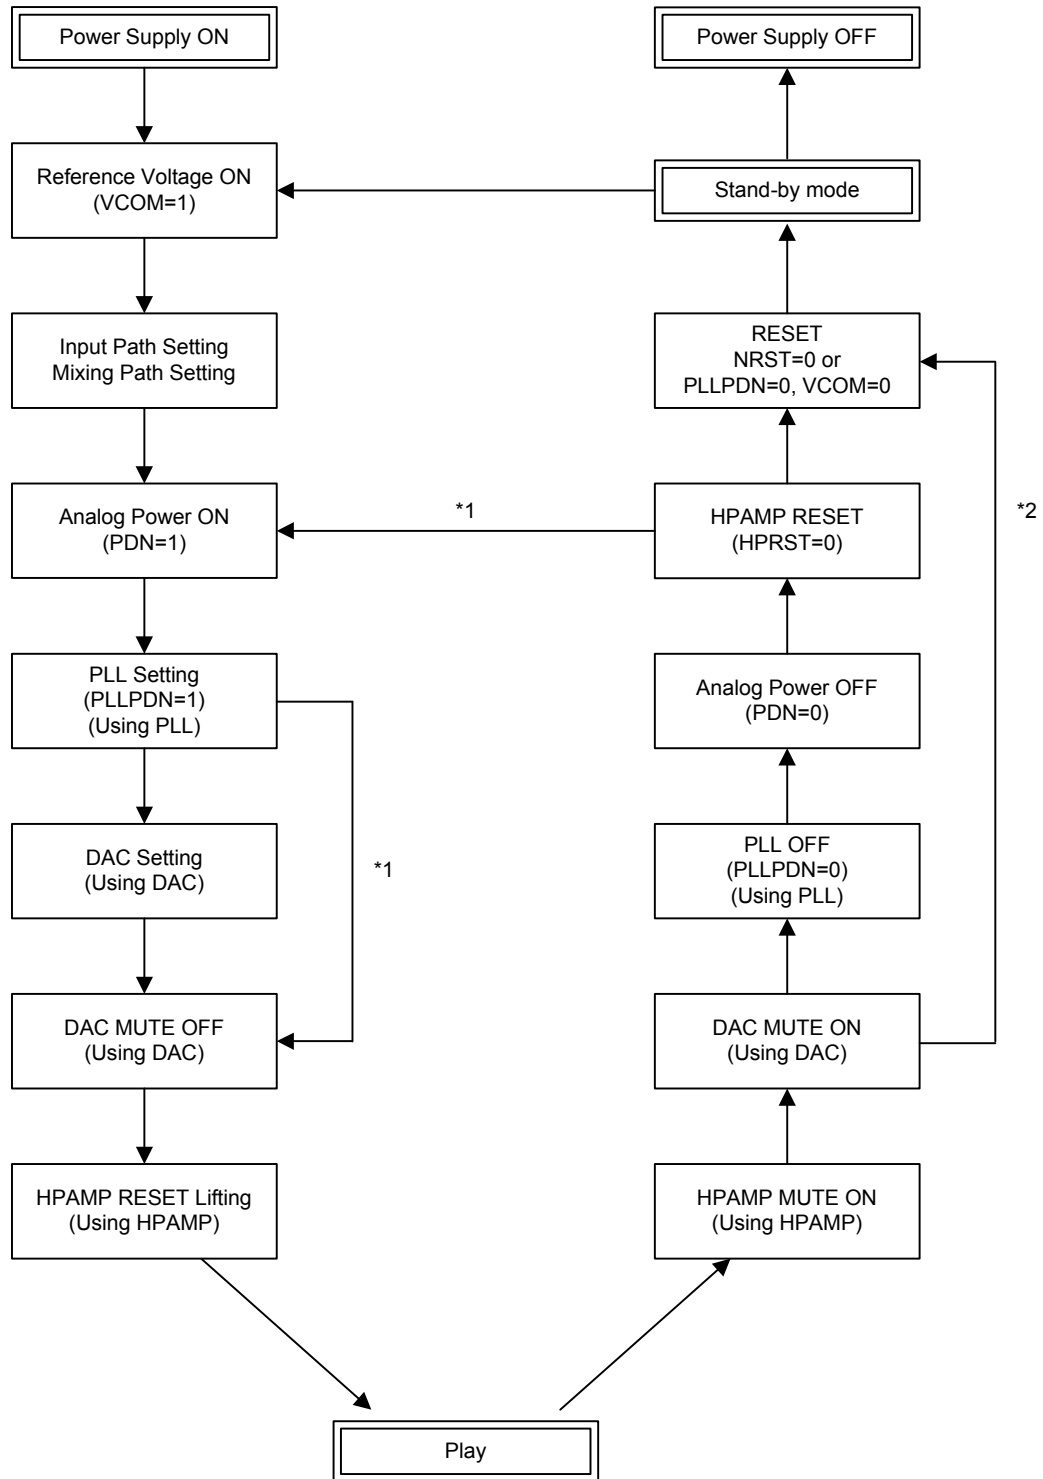 Power Supply ON
Power Supply OFF
Reference Voltage ON
(VCOM=1)
Stand-by mode
Input Path Setting
Mixing Path Setting
RESET
NRST=0 or
PLLPDN=0, VCOM=0
Analog Power ON
(PDN=1)
*1
HPAMP RESET
(HPRST=0)
*2
PLL Setting
(PLLPDN=1)
(Using PLL)
Analog Power OFF
(PDN=0)
DAC Setting
(Using DAC)
*1
PLL OFF
(PLLPDN=0)
(Using PLL)
DAC MUTE OFF
(Using DAC)
DAC MUTE ON
(Using DAC)
HPAMP RESET Lifting
(Using HPAMP)
HPAMP MUTE ON
(Using HPAMP)
Play